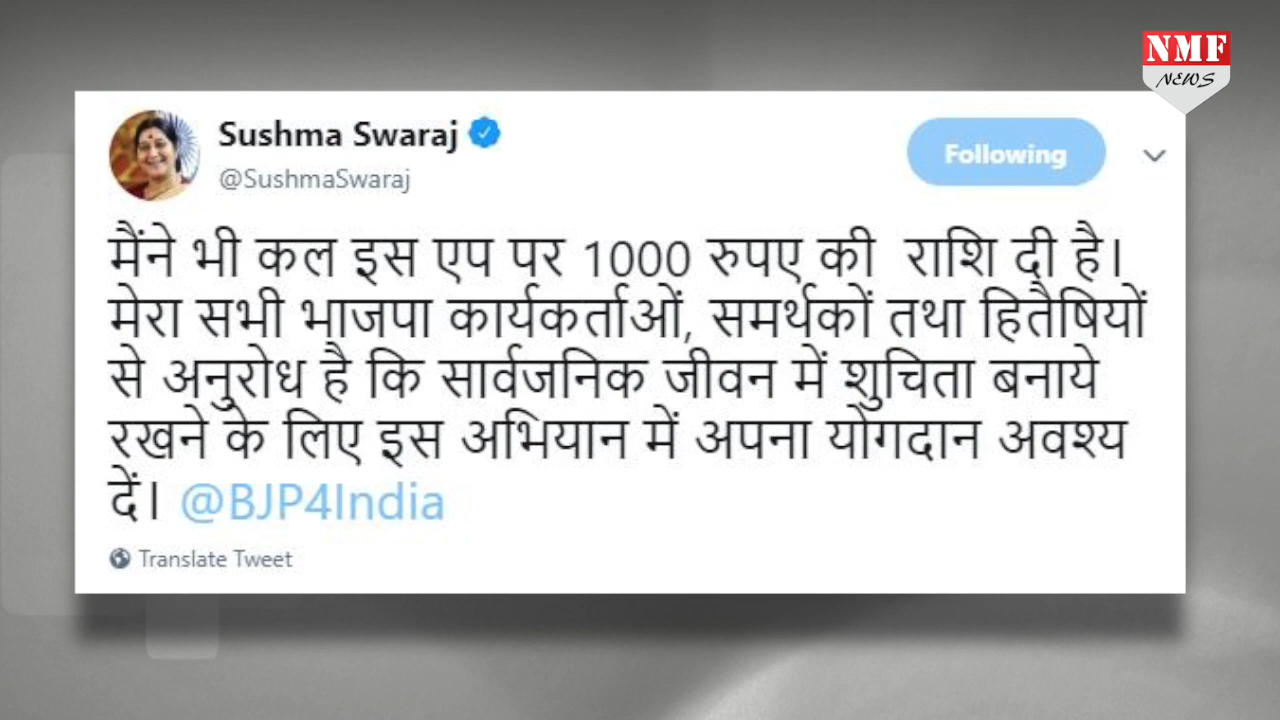 NMF
NEWS
Sushma Swaraj
Following
@SushmaSwaraj
मैंने भी कल इस एप पर 1000 रुपए की राशि दी है।
मेरा सभी भाजपा कार्यकर्ताओं, समर्थकों तथा हितैषियों
से अनुरोध है कि सार्वजनिक जीवन में शुचिता बनाये
रखने के लिए इस अभियान में अपना योगदान अवश्य
दें। @BJP4India
Translate Tweet